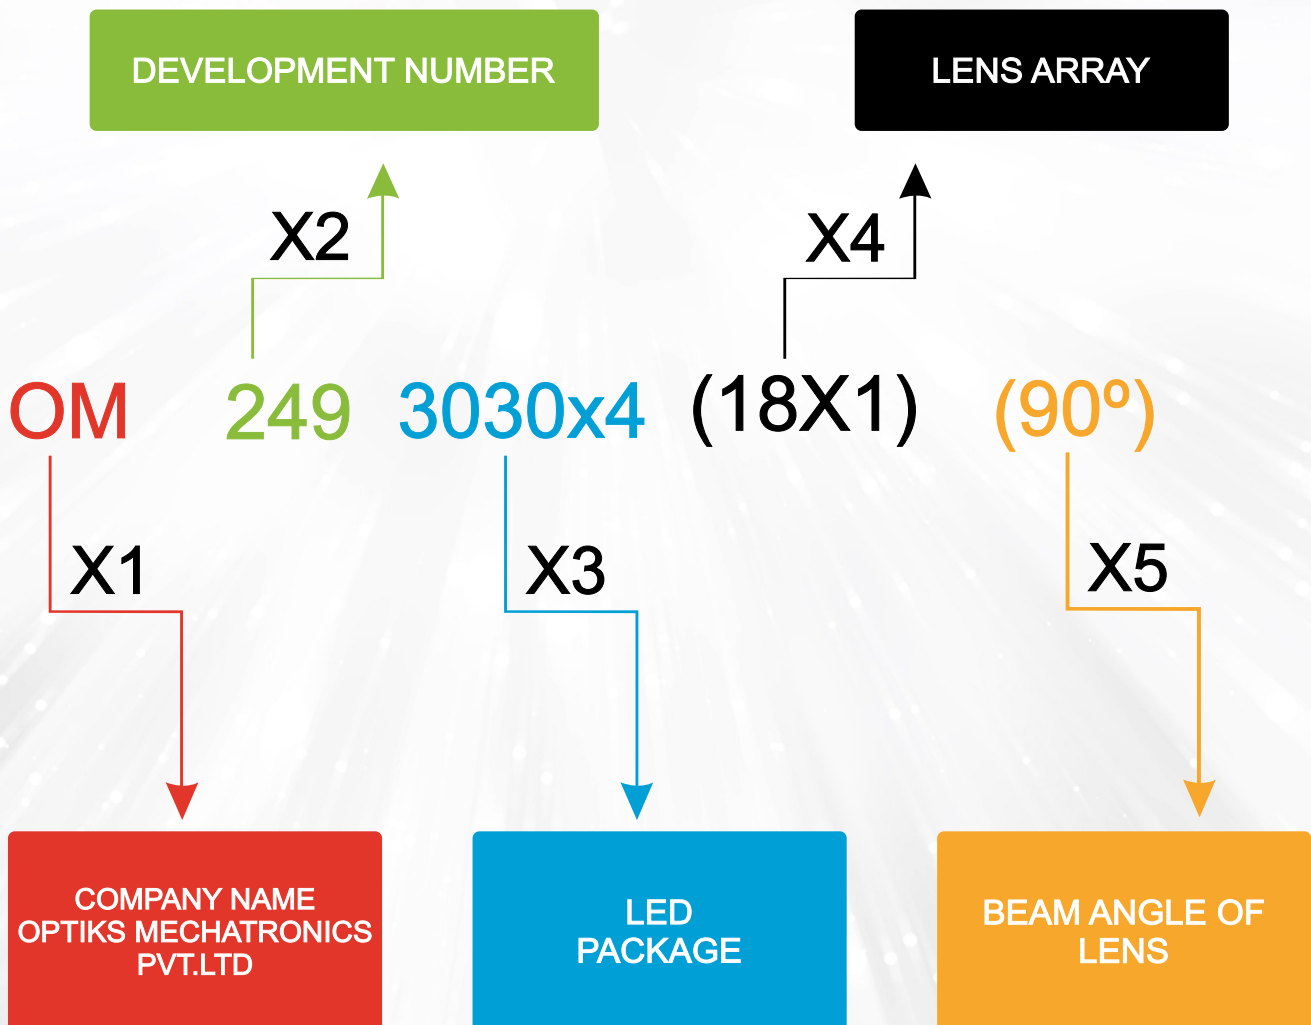 DEVELOPMENT NUMBER
LENS ARRAY
X2
X4
OM 249 3030x4 (18X1) (90º)
X1
X3
X5
COMPANY NAME
OPTIKS MECHATRONICS
PVT.LTD
LED
PACKAGE
BEAM ANGLE OF
LENS